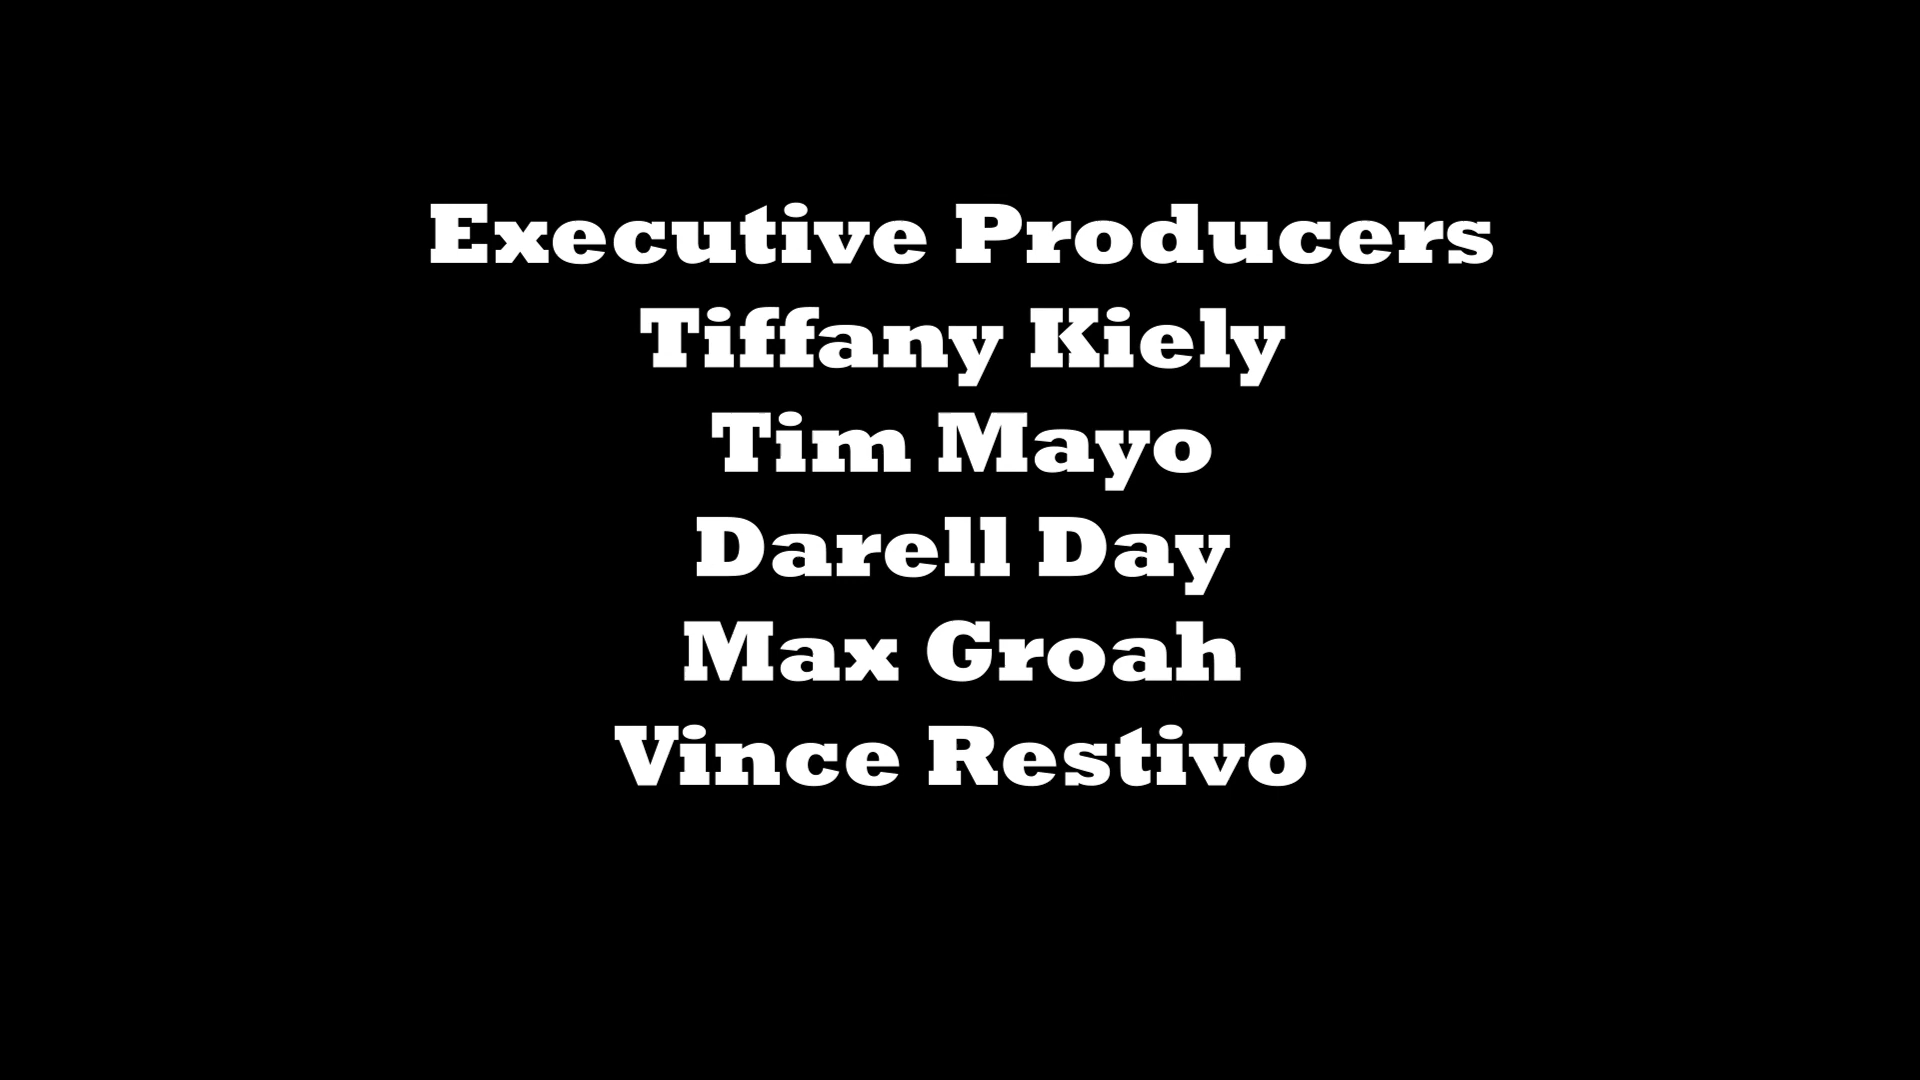 Executive Producers
Tiffany Kiely
Tim Mayo
Darell Day
Max Groah
Vince Restivo